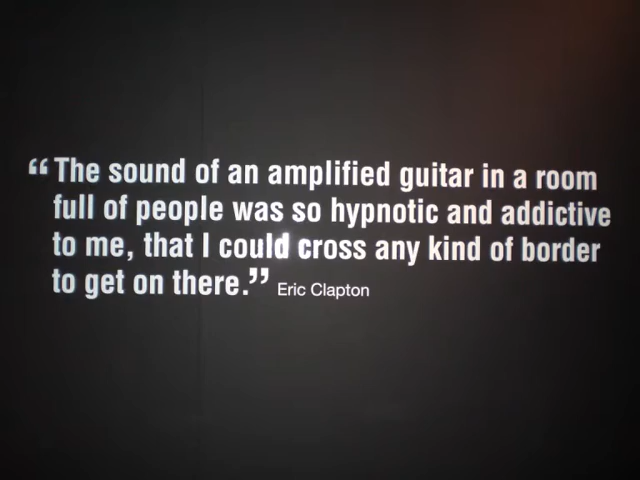 “The sound of an amplified guitar in a room
full of people was so hypnotic and addictive
to me, that I could cross any kind of border
to get on there.” Eric Clapton